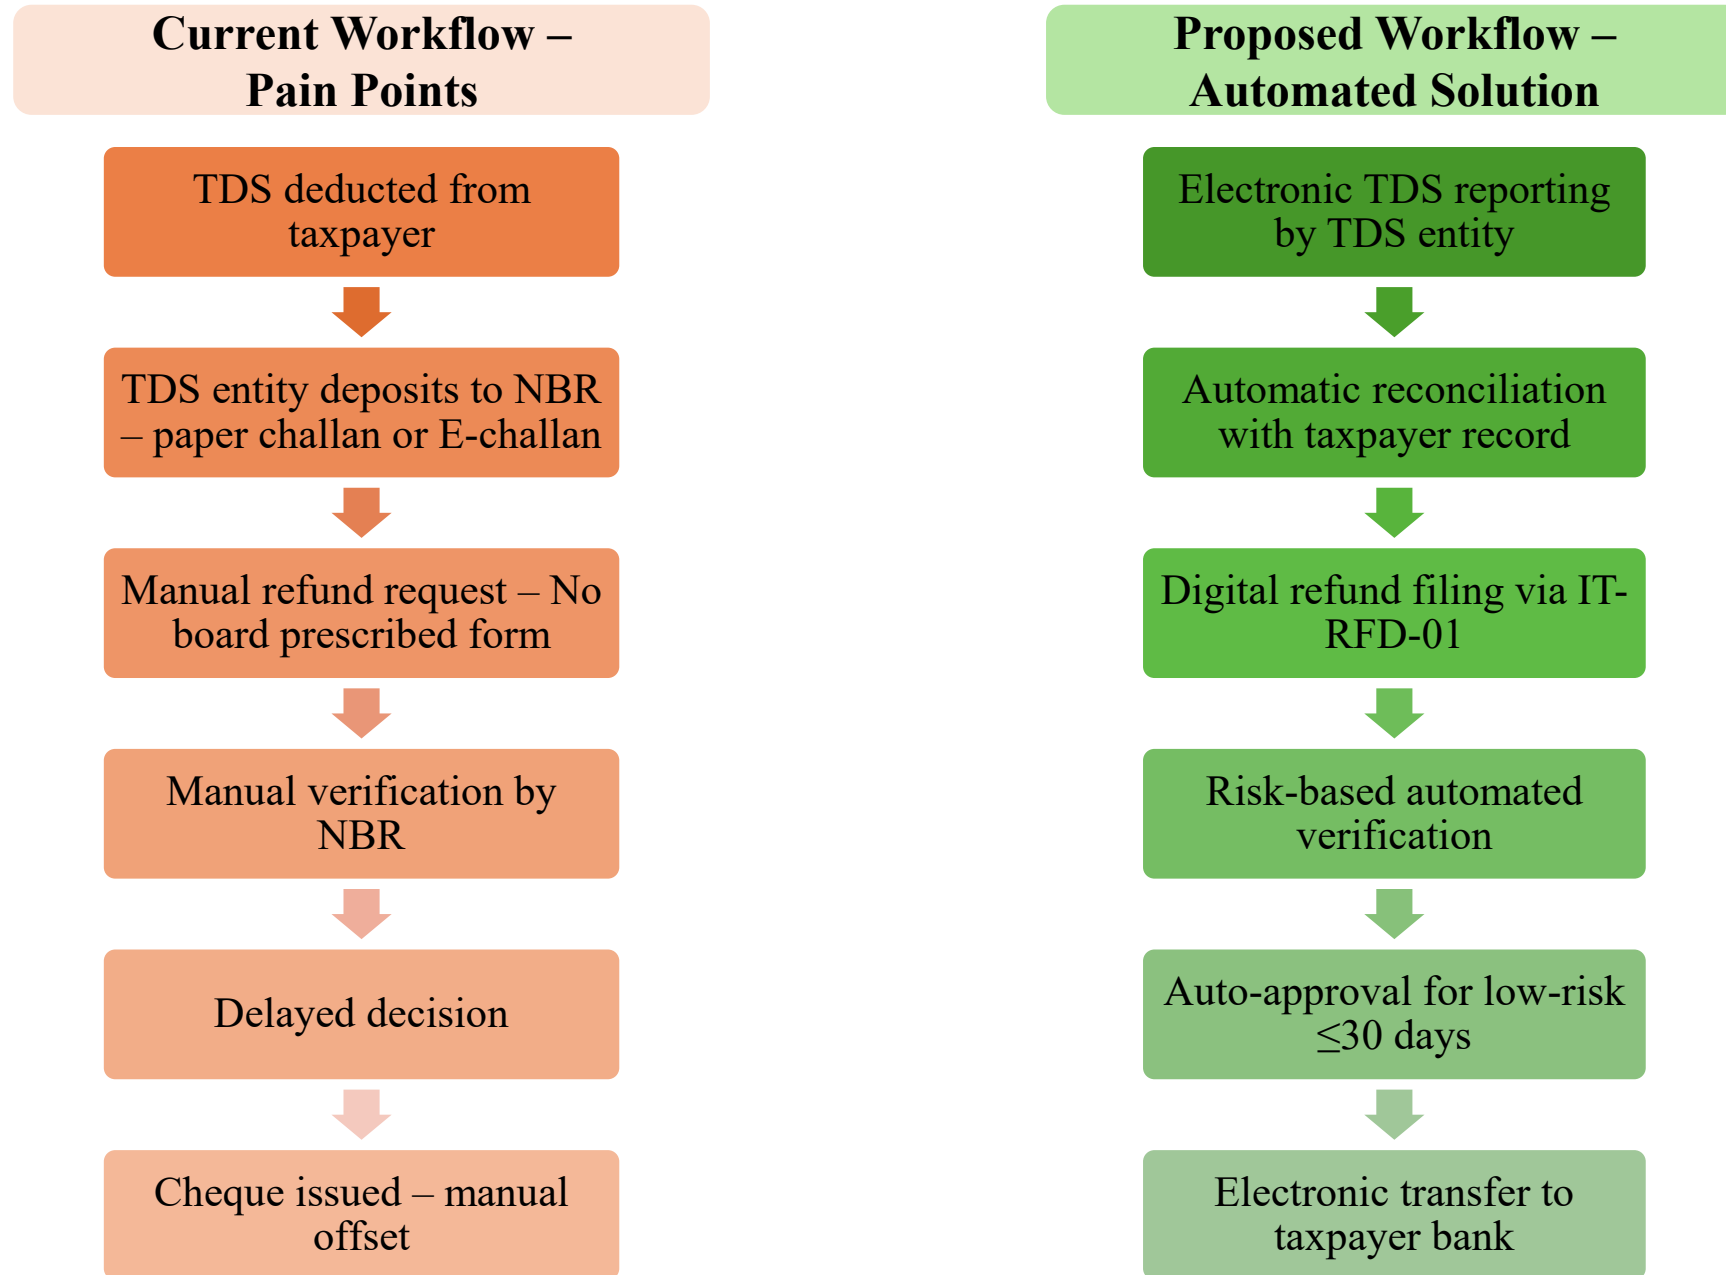 Current Workflow –
Pain Points
TDS deducted from
taxpayer
TDS entity deposits to NBR
– paper challan or E-challan
Manual refund request – No
board prescribed form
Manual verification by
NBR
Delayed decision
Cheque issued – manual
offset
Proposed Workflow –
Automated Solution
Electronic TDS reporting
by TDS entity
Automatic reconciliation
with taxpayer record
Digital refund filing via IT-
RFD-01
Risk-based automated
verification
Auto-approval for low-risk
≤30 days
Electronic transfer to
taxpayer bank